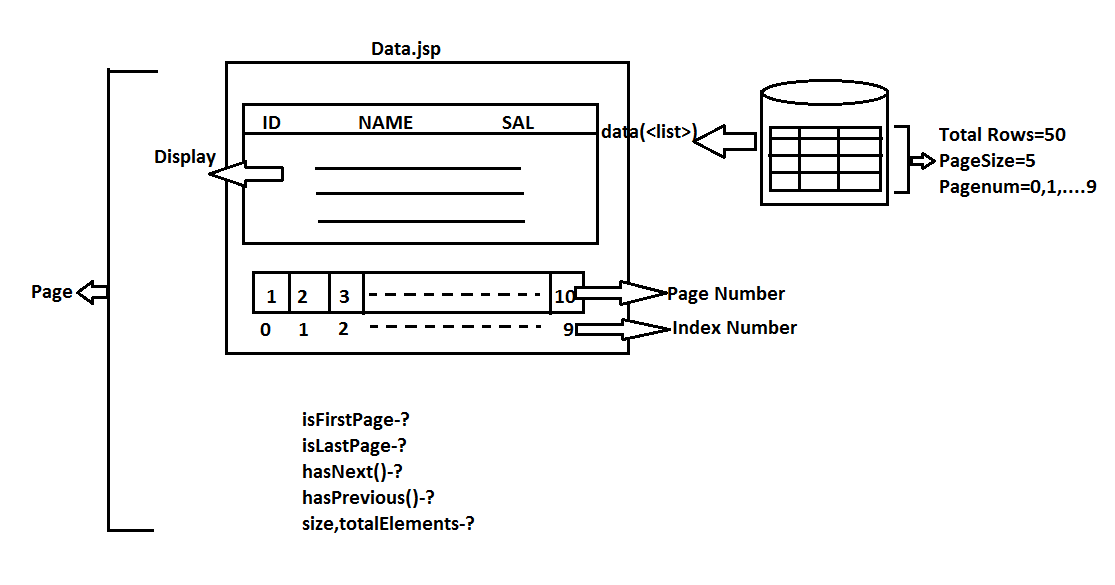 Data.jsp
ID NAME SAL
data(<list>)
Display
Total Rows=50
PageSize=5
Pagenum=0,1,....9
Page
1 2 3 10
Page Number
0 1 2 9
Index Number
isFirstPage-?
isLastPage-?
hasNext()-?
hasPrevious()-?
size,totalElements-?